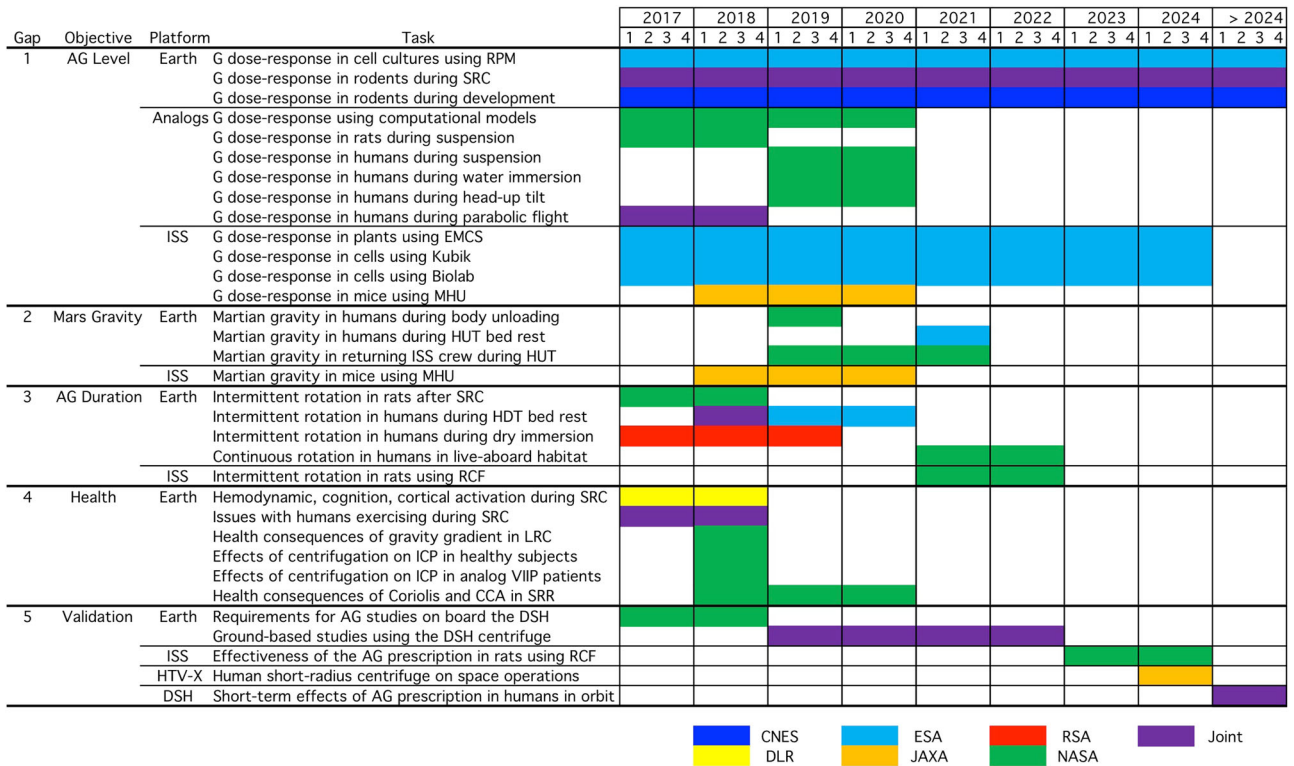 2017 2018 2019 2020 2021 2022 2023 2024 > 2024
Gap Objective Platform Task 1 2 3 4 1 2 3 4 1 2 3 4 1 2 3 4 1 2 3 4 1 2 3 4 1 2 3 4 1 2 3 4 1 2 3 4
1 AG Level Earth G dose-response in cell cultures using RPM
G dose-response in rodents during SRC
G dose-response in rodents during development
Analogs G dose-response using computational models
G dose-response in rats during suspension
G dose-response in humans during suspension
G dose-response in humans during water immersion
G dose-response in humans during head-up tilt
G dose-response in humans during parabolic flight
ISS G dose-response in plants using EMCS
G dose-response in cells using Kubik
G dose-response in cells using Biolab
G dose-response in mice using MHU
2 Mars Gravity Earth Martian gravity in humans during body unloading
Martian gravity in humans during HUT bed rest
Martian gravity in returning ISS crew during HUT
ISS Martian gravity in mice using MHU
3 AG Duration Earth Intermittent rotation in rats after SRC
Intermittent rotation in humans during HDT bed rest
Intermittent rotation in humans during dry immersion
Continuous rotation in humans in live-aboard habitat
ISS Intermittent rotation in rats using RCF
4 Health Earth Hemodynamic, cognition, cortical activation during SRC
Issues with humans exercising during SRC
Health consequences of gravity gradient in LRC
Effects of centrifugation on ICP in healthy subjects
Effects of centrifugation on ICP in analog VIIP patients
Health consequences of Coriolis and CCA in SRR
5 Validation Earth Requirements for AG studies on board the DSH
Ground-based studies using the DSH centrifuge
ISS Effectiveness of the AG prescription in rats using RCF
HTV-X Human short-radius centrifuge on space operations
DSH Short-term effects of AG prescription in humans in orbit
CNES ESA RSA Joint
DLR JAXA NASA